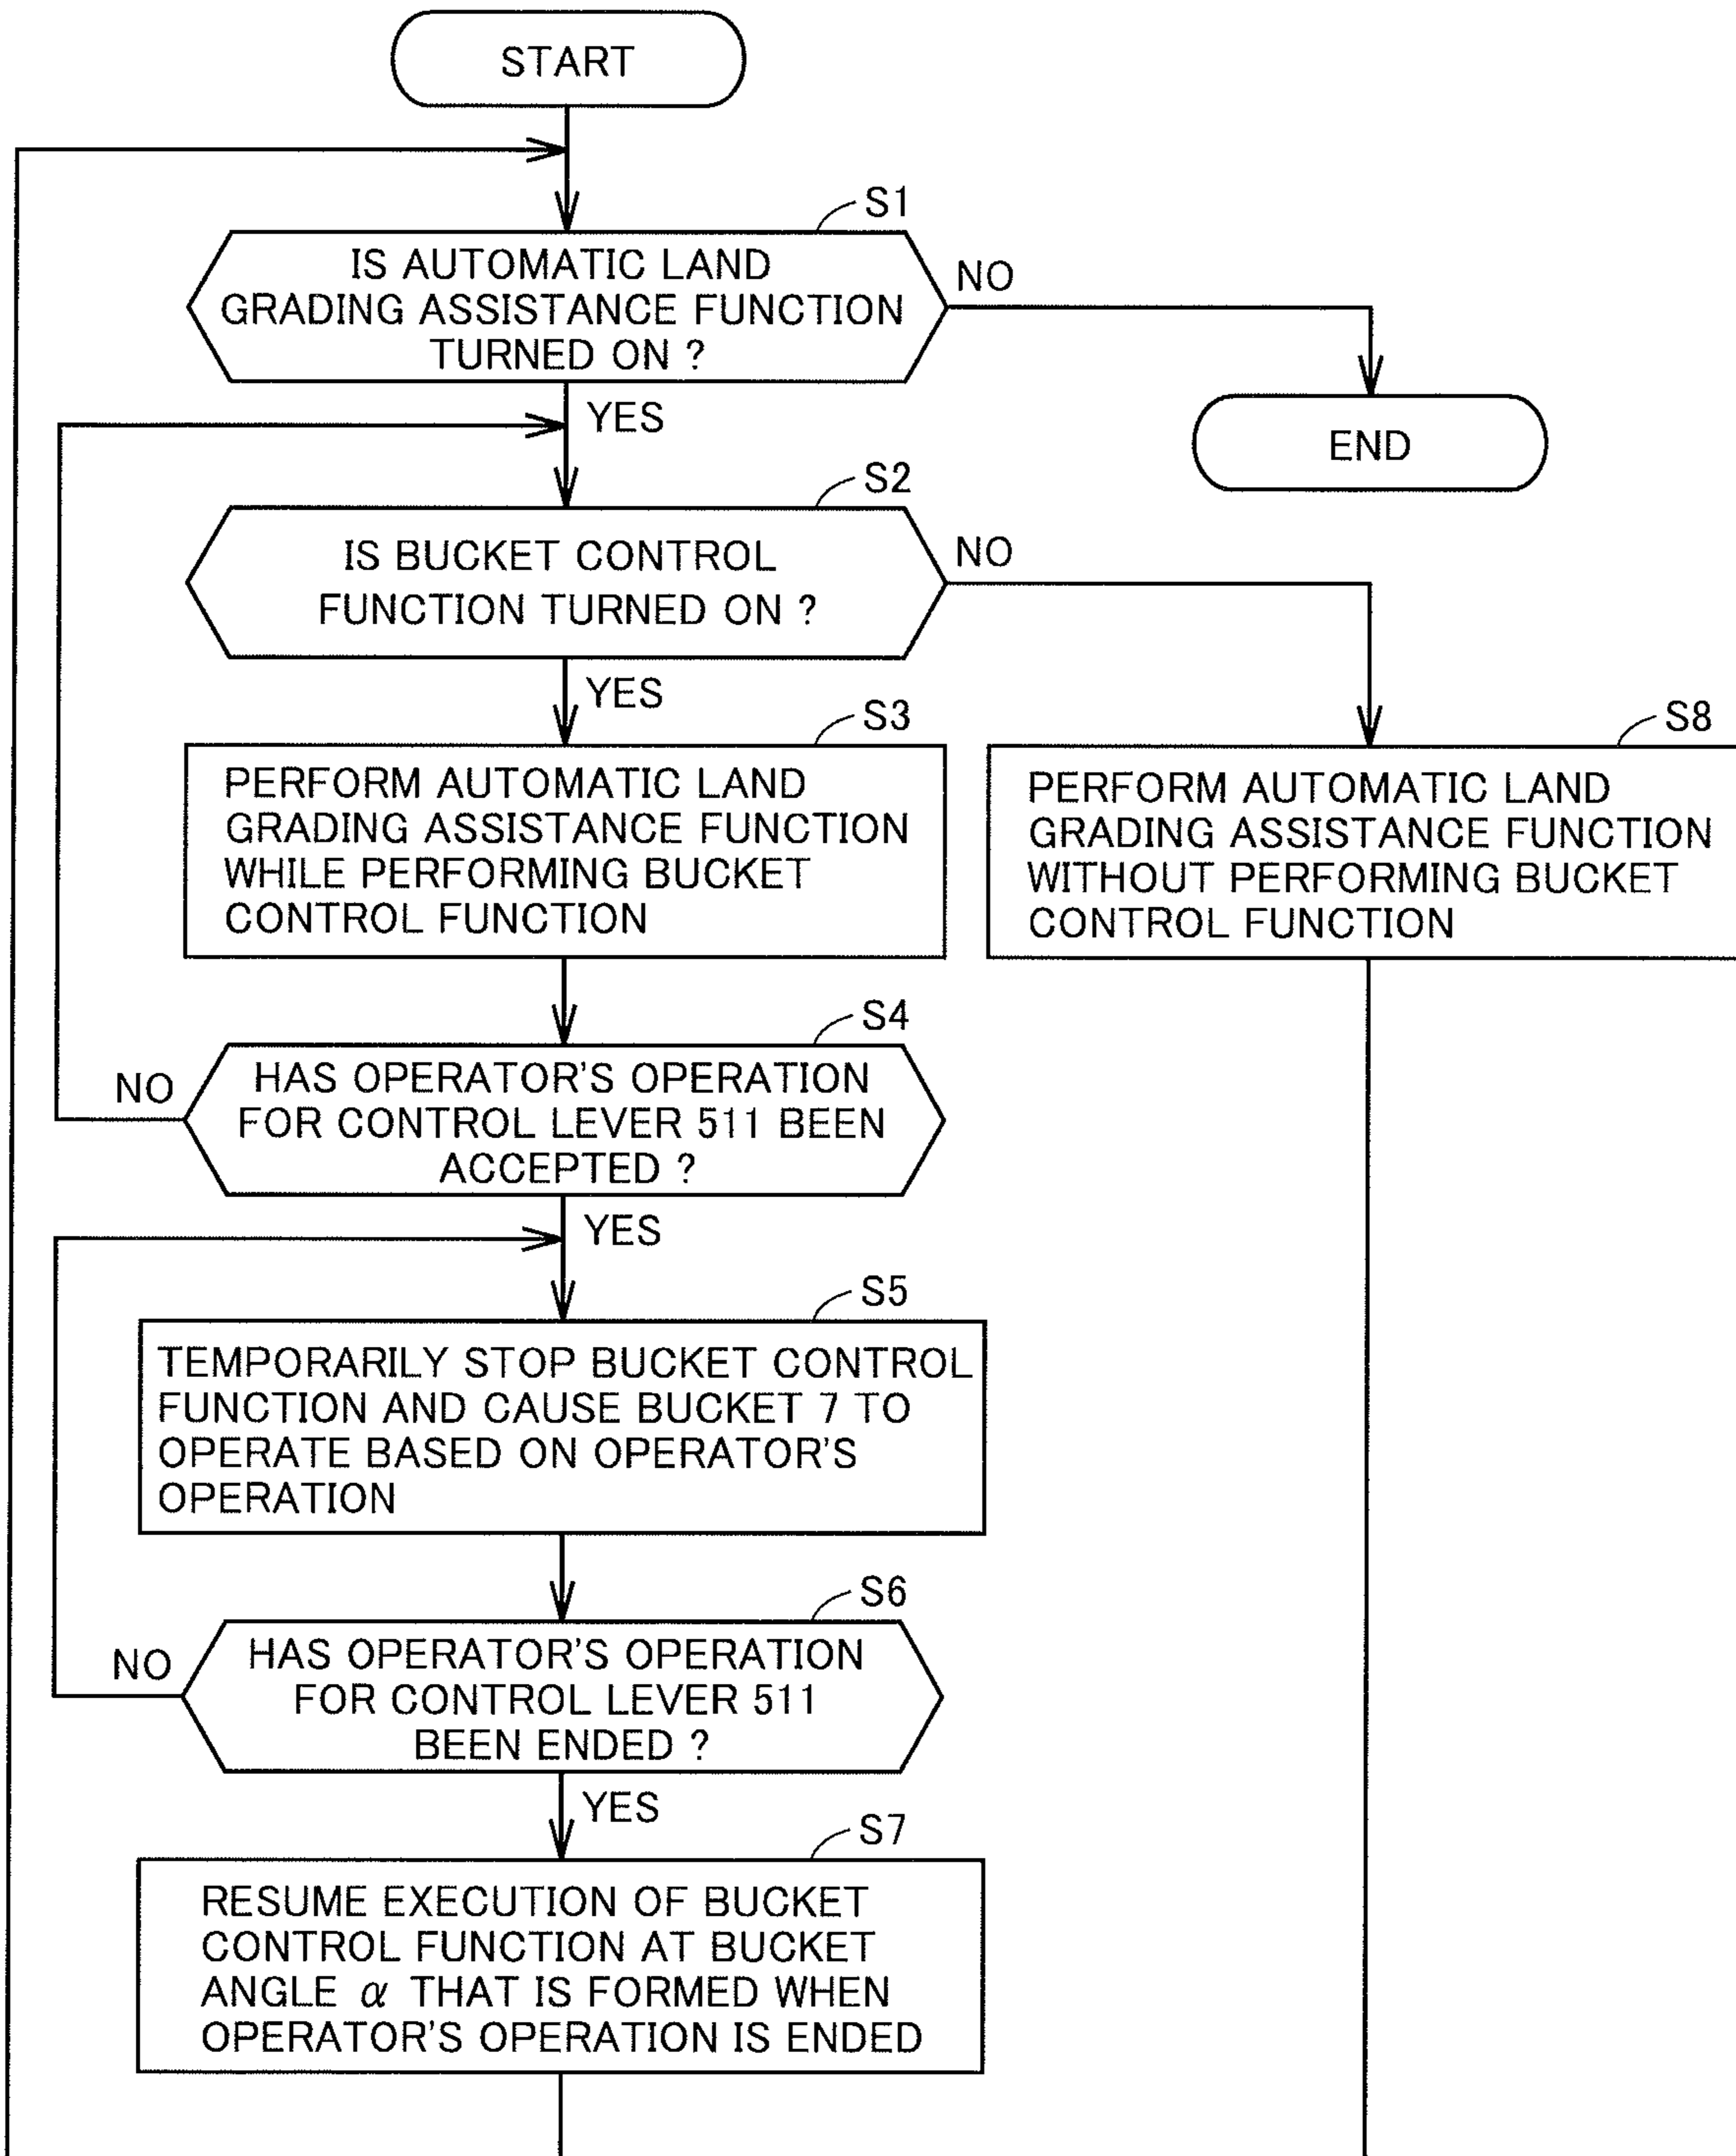 START
S1
IS AUTOMATIC LAND
GRADING ASSISTANCE FUNCTION
TURNED ON ?
NO
YES
END
S2
IS BUCKET CONTROL
FUNCTION TURNED ON ?
NO
YES
S3
PERFORM AUTOMATIC LAND
GRADING ASSISTANCE FUNCTION
WHILE PERFORMING BUCKET
CONTROL FUNCTION
S8
PERFORM AUTOMATIC LAND
GRADING ASSISTANCE FUNCTION
WITHOUT PERFORMING BUCKET
CONTROL FUNCTION
S4
NO
HAS OPERATOR'S OPERATION
FOR CONTROL LEVER 511 BEEN
ACCEPTED ?
YES
S5
TEMPORARILY STOP BUCKET CONTROL
FUNCTION AND CAUSE BUCKET 7 TO
OPERATE BASED ON OPERATOR'S
OPERATION
S6
NO
HAS OPERATOR'S OPERATION
FOR CONTROL LEVER 511
BEEN ENDED ?
YES
S7
RESUME EXECUTION OF BUCKET
CONTROL FUNCTION AT BUCKET
ANGLE α THAT IS FORMED WHEN
OPERATOR'S OPERATION IS ENDED